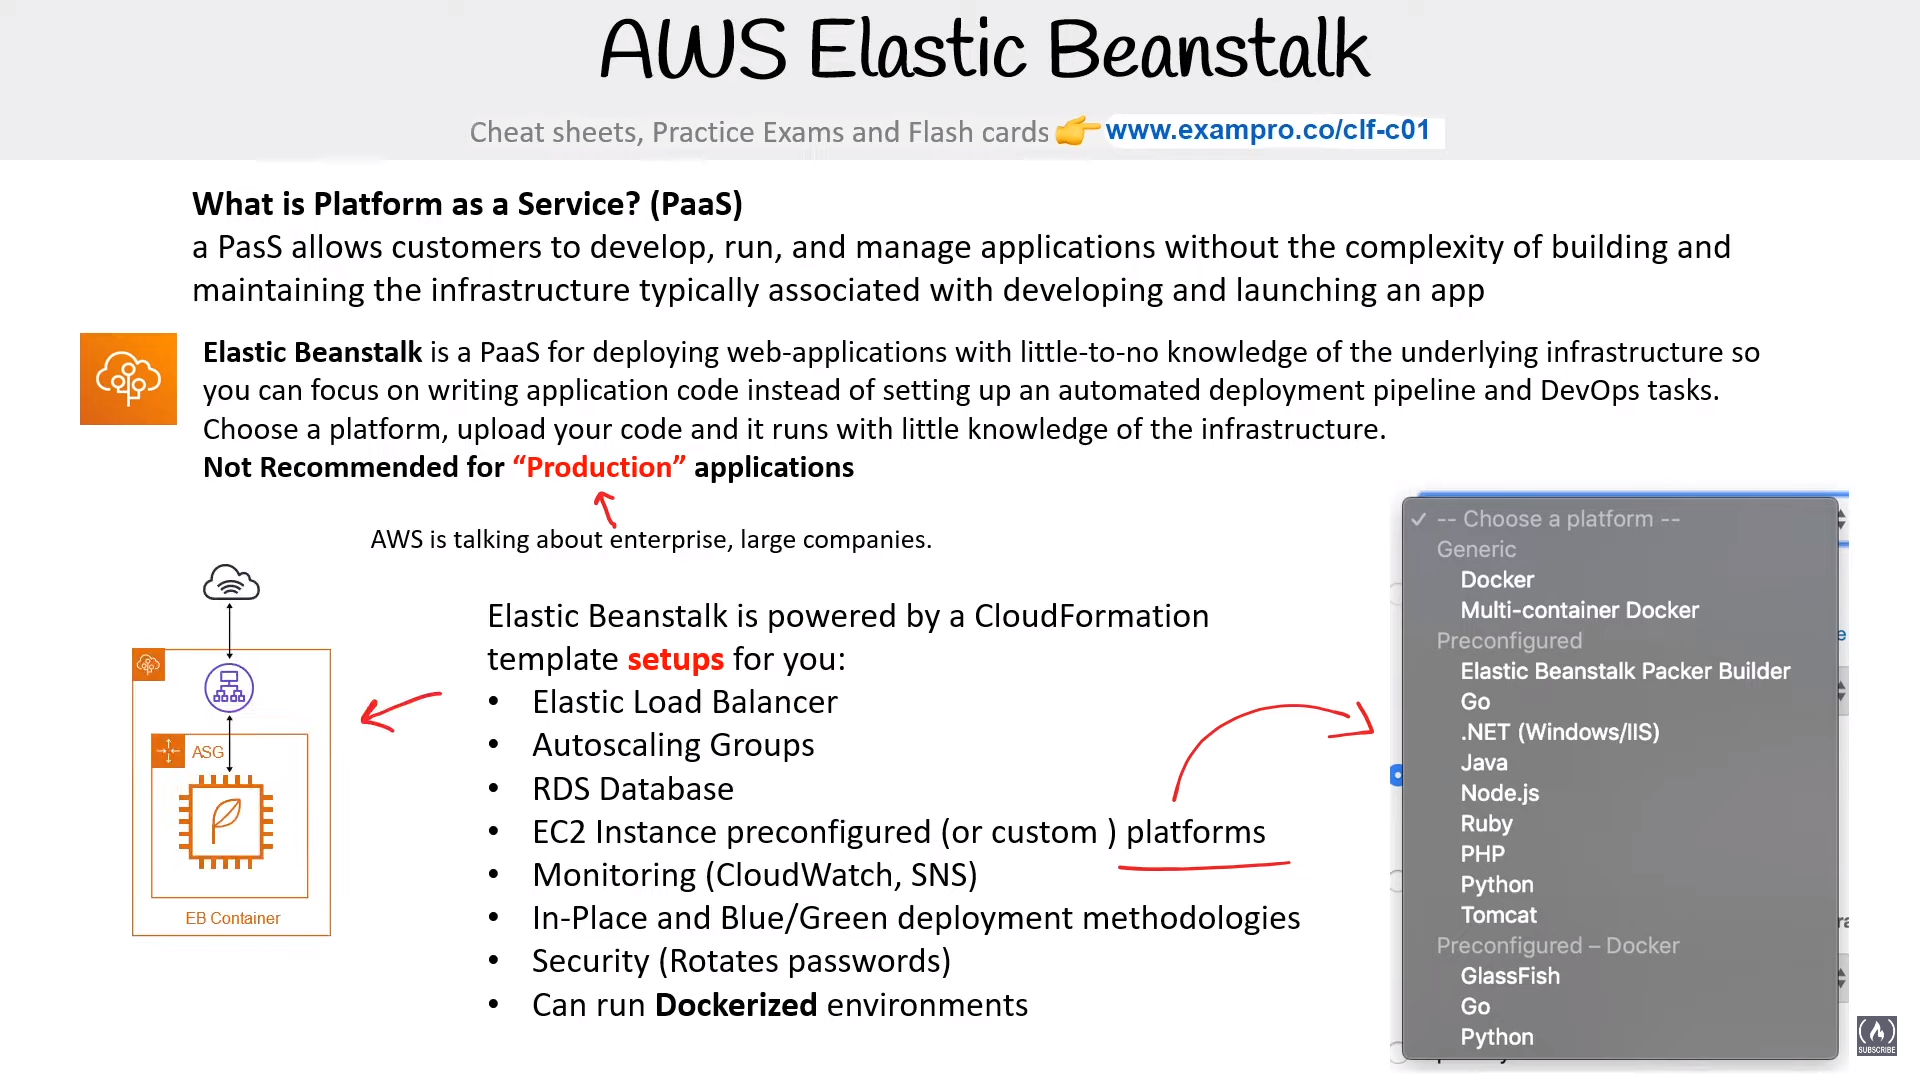 AWS Elastic Beanstalk
Cheat sheets, Practice Exams and Flash cards 👉 www.exampro.co/clf-c01
What is Platform as a Service? (PaaS)
a PasS allows customers to develop, run, and manage applications without the complexity of building and
maintaining the infrastructure typically associated with developing and launching an app
Elastic Beanstalk is a PaaS for deploying web-applications with little-to-no knowledge of the underlying infrastructure so
you can focus on writing application code instead of setting up an automated deployment pipeline and DevOps tasks.
Choose a platform, upload your code and it runs with little knowledge of the infrastructure.
Not Recommended for “Production” applications
AWS is talking about enterprise, large companies.
ASG
EB Container
Elastic Beanstalk is powered by a CloudFormation
template setups for you:
• Elastic Load Balancer
• Autoscaling Groups
• RDS Database
• EC2 Instance preconfigured (or custom ) platforms
• Monitoring (CloudWatch, SNS)
• In-Place and Blue/Green deployment methodologies
• Security (Rotates passwords)
• Can run Dockerized environments
✓ -- Choose a platform --
Generic
Docker
Multi-container Docker
Preconfigured
Elastic Beanstalk Packer Builder
Go
.NET (Windows/IIS)
Java
Node.js
Ruby
PHP
Python
Tomcat
Preconfigured – Docker
GlassFish
Go
Python
SUBSCRIBE